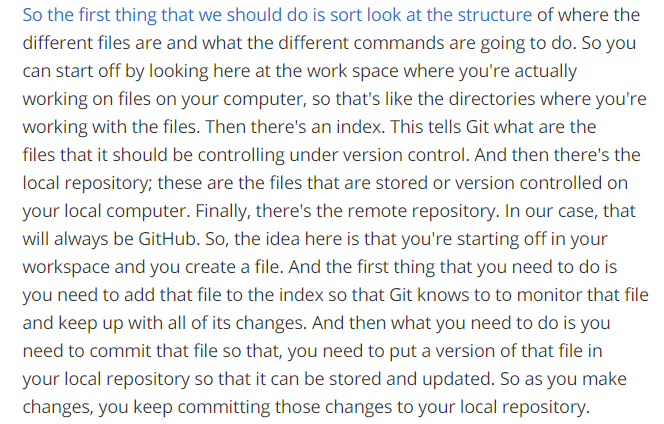 So the first thing that we should do is sort look at the structure of where the
different files are and what the different commands are going to do. So you
can start off by looking here at the work space where you're actually
working on files on your computer, so that's like the directories where you're
working with the files. Then there's an index. This tells Git what are the
files that it should be controlling under version control. And then there's the
local repository; these are the files that are stored or version controlled on
your local computer. Finally, there's the remote repository. In our case, that
will always be GitHub. So, the idea here is that you're starting off in your
workspace and you create a file. And the first thing that you need to do is
you need to add that file to the index so that Git knows to to monitor that file
and keep up with all of its changes. And then what you need to do is you
need to commit that file so that, you need to put a version of that file in
your local repository so that it can be stored and updated. So as you make
changes, you keep committing those changes to your local repository.